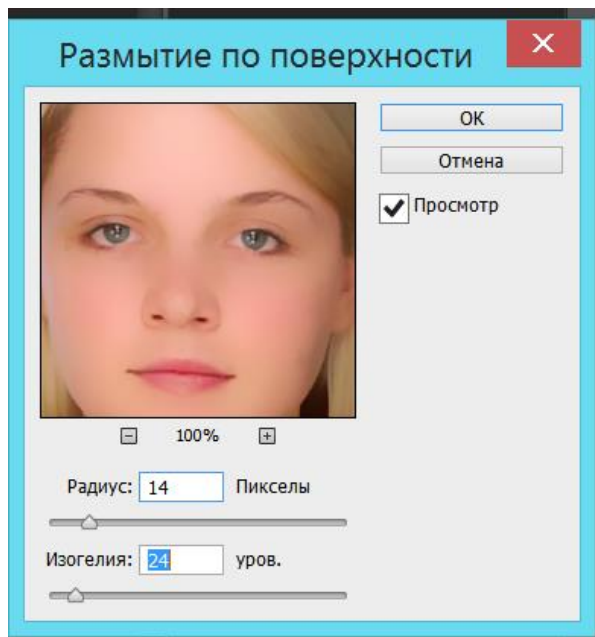 Размытие по поверхности
OK
Отмена
Просмотр
100%
Радиус: 14 Пикселы
Изогелия: 24 уров.